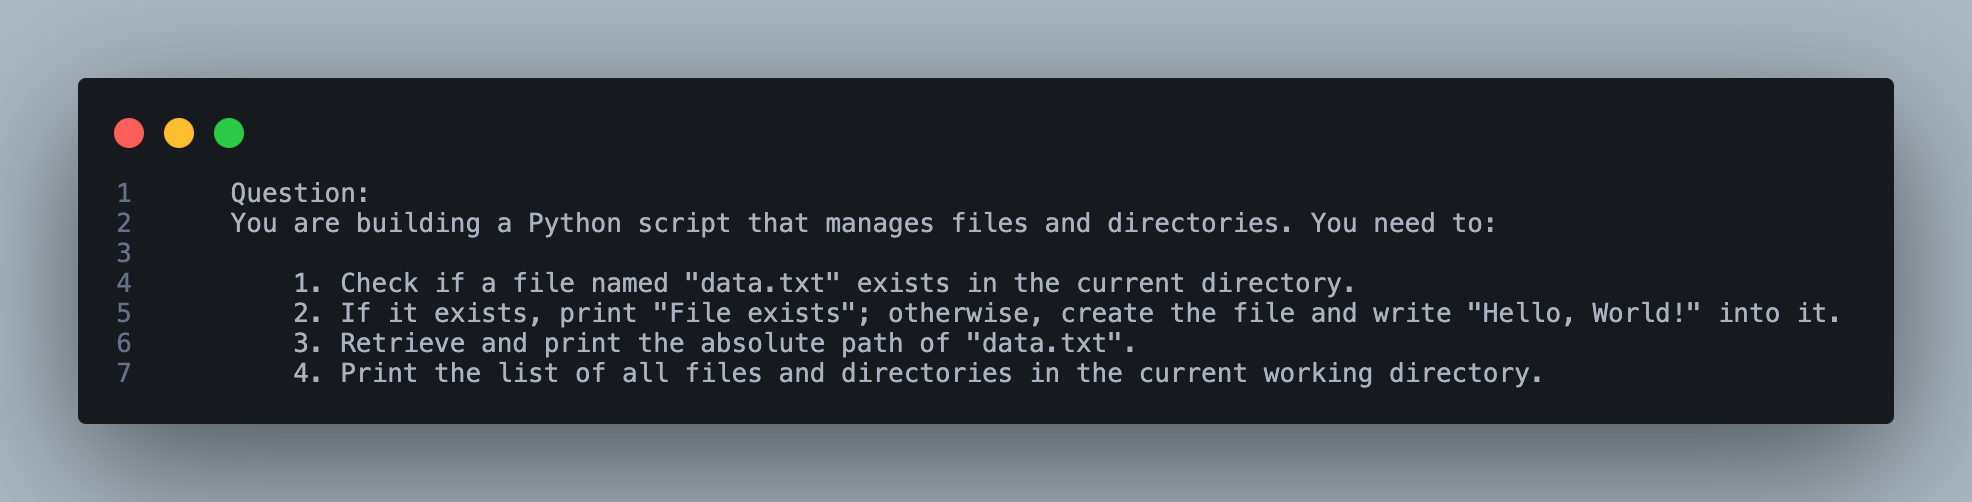 1 Question:
2 You are building a Python script that manages files and directories. You need to:
3
4 1. Check if a file named "data.txt" exists in the current directory.
5 2. If it exists, print "File exists"; otherwise, create the file and write "Hello, World!" into it.
6 3. Retrieve and print the absolute path of "data.txt".
7 4. Print the list of all files and directories in the current working directory.